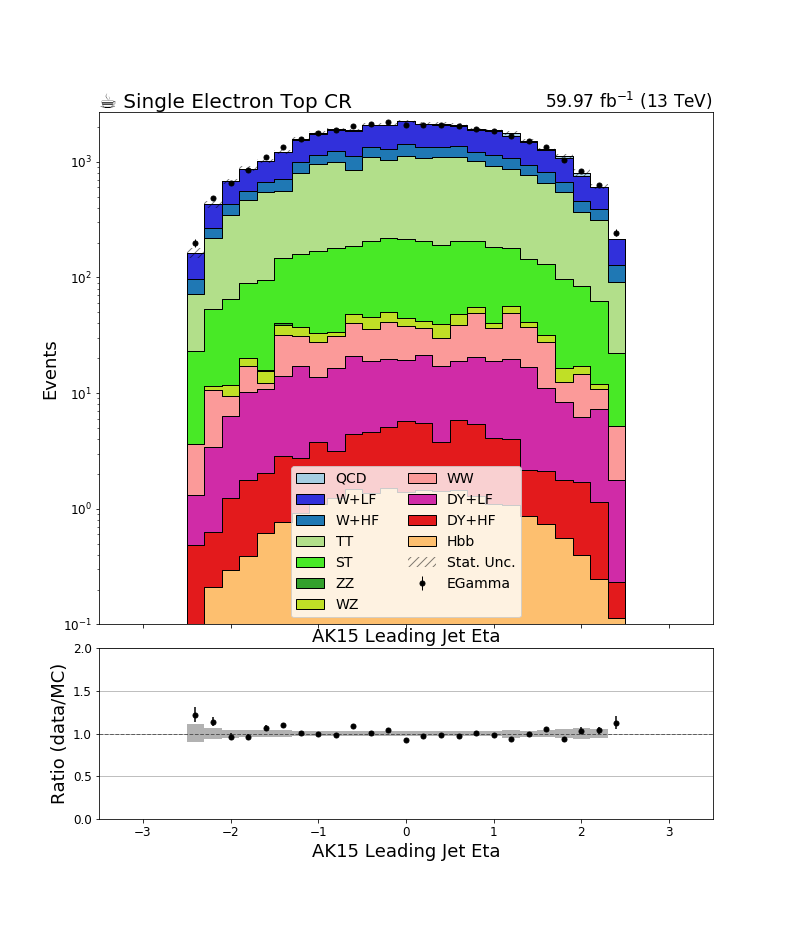 ☕ Single Electron Top CR 59.97 fb⁻¹ (13 TeV)
Events
10³
10²
10¹
10⁰
10⁻¹
QCD
W+LF
W+HF
TT
ST
ZZ
WZ
WW
DY+LF
DY+HF
Hbb
Stat. Unc.
EGamma
AK15 Leading Jet Eta
Ratio (data/MC)
2.0
1.5
1.0
0.5
0.0
−3 −2 −1 0 1 2 3
AK15 Leading Jet Eta